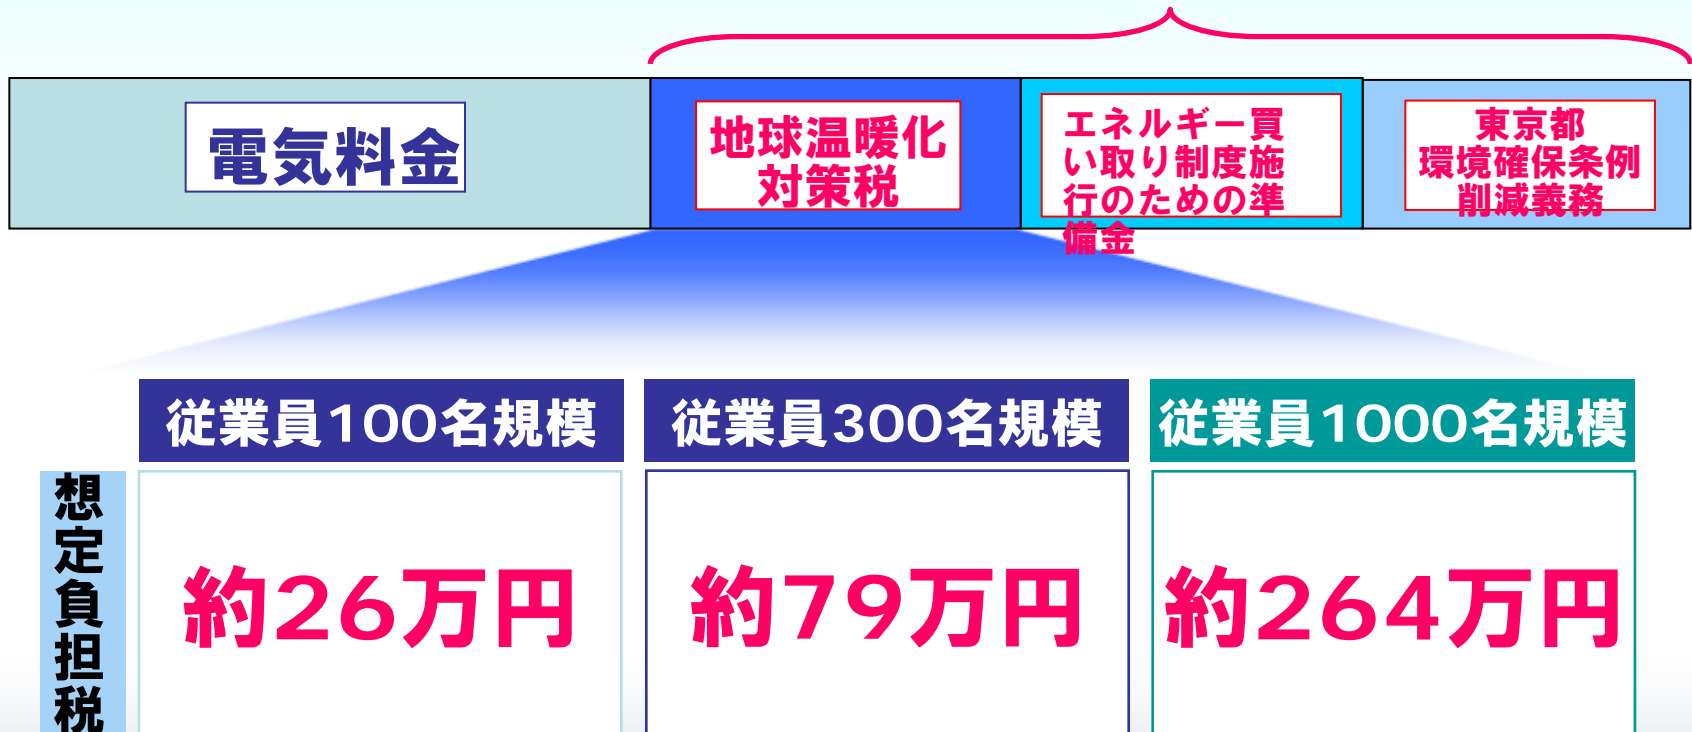 電気料金
地球温暖化
対策税
エネルギー買
い取り制度施
行のための準
備金
東京都
環境確保条例
削減義務
従業員100名規模
従業員300名規模
従業員1000名規模
想定負担税
約26万円
約79万円
約264万円